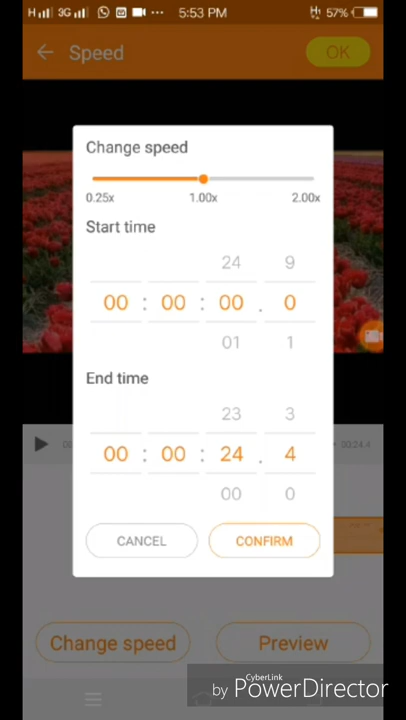 H 3G 5:53 PM H 57%
Speed OK
Change speed
0.25x 1.00x 2.00x
Start time
24 9
00 : 00 : 00 . 0
01 1
End time
23 3
00 : 00 : 24 . 4
00 0
00:24.4
CANCEL CONFIRM
Change speed Preview
by CyberLink PowerDirector